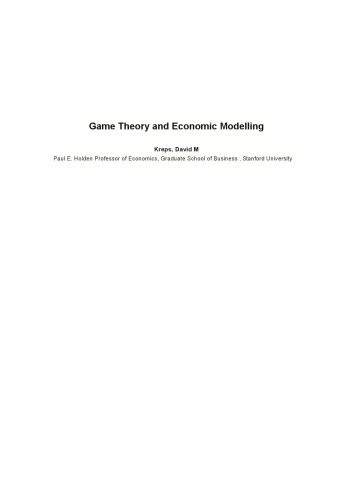 Game Theory and Economic Modelling
Kreps, David M
Paul E, Holden Professor of Economics, Graduate School of Business , Stanford University